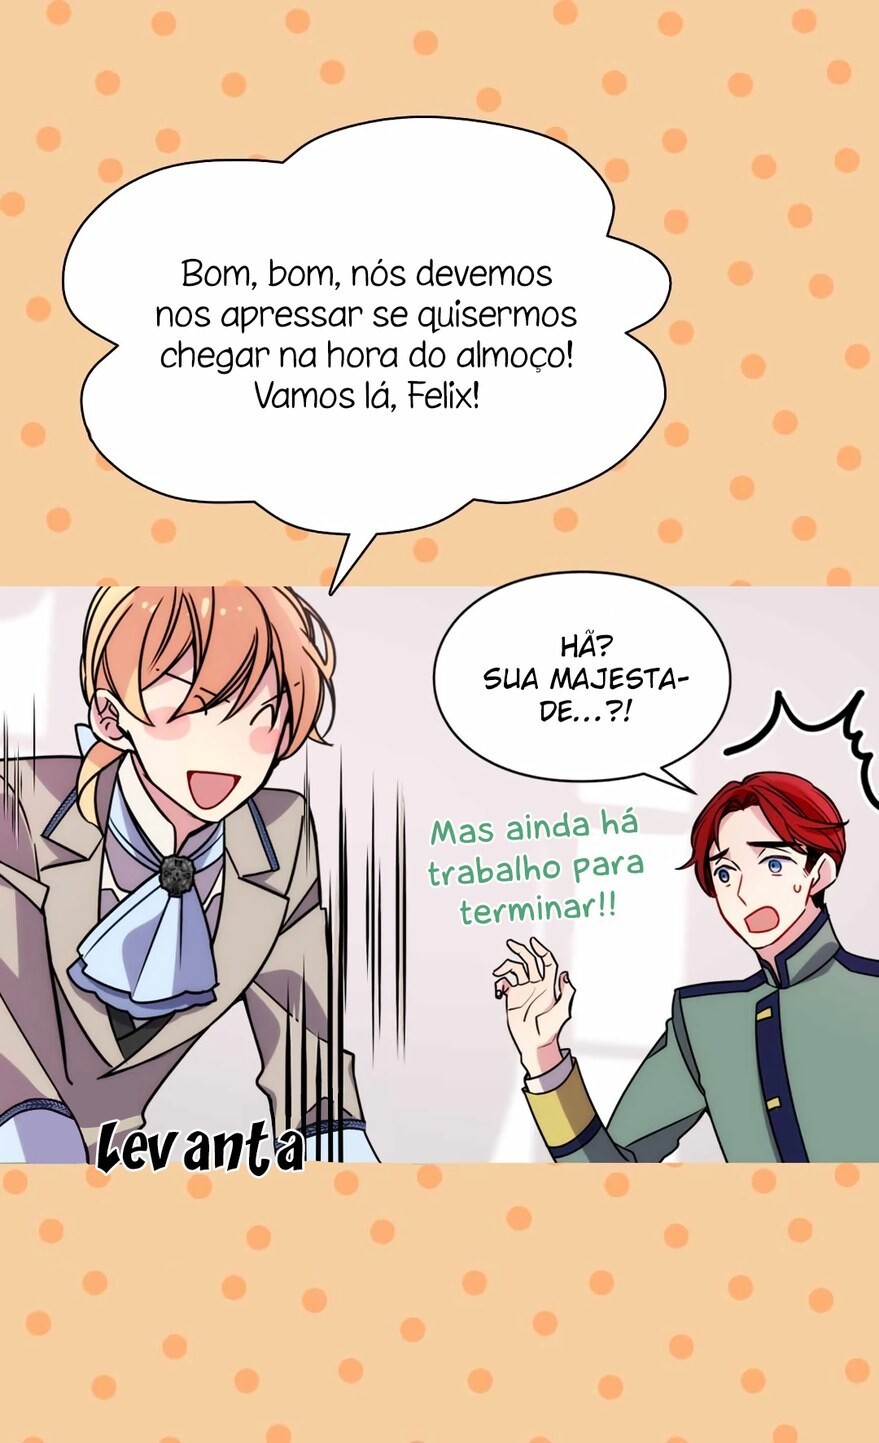 Bom, bom, nós devemos
nos apressar se quisermos
chegar na hora do almoço!
Vamos lá, Felix!
HÃ?
SUA MAJESTA-
DE...?!
Mas ainda há
trabalho para
terminar!!
Levanta